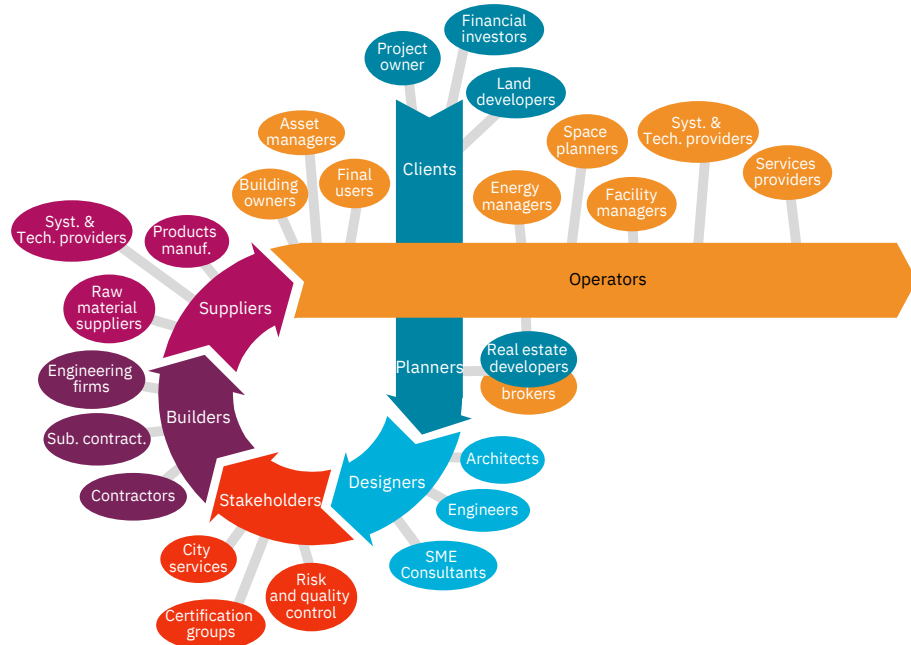 Financial
investors
Project
owner
Land
developers
Asset
managers
Space
planners
Syst. &
Tech. providers
Services
providers
Clients
Final
users
Building
owners
Energy
managers
Facility
managers
Syst. &
Tech. providers
Products
manuf.
Operators
Suppliers
Raw
material
suppliers
Real estate
developers
brokers
Planners
Engineering
firms
Builders
Sub. contract.
Contractors
Architects
Designers
Engineers
Stakeholders
City
services
SME
Consultants
Risk
and quality
control
Certification
groups